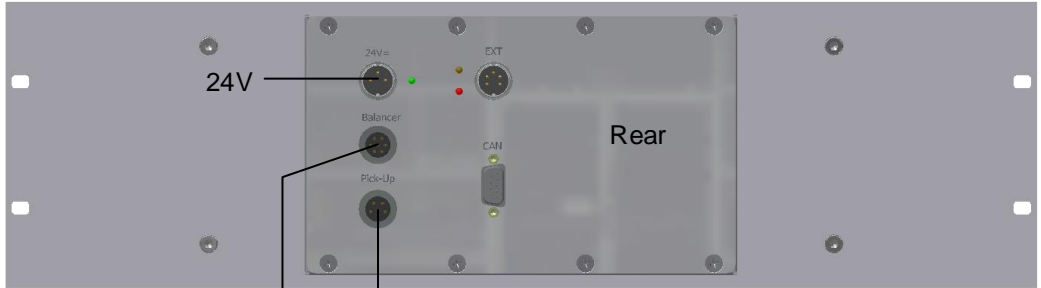 24V=
EXT
24V
Balancer
Rear
CAN
Pick-Up